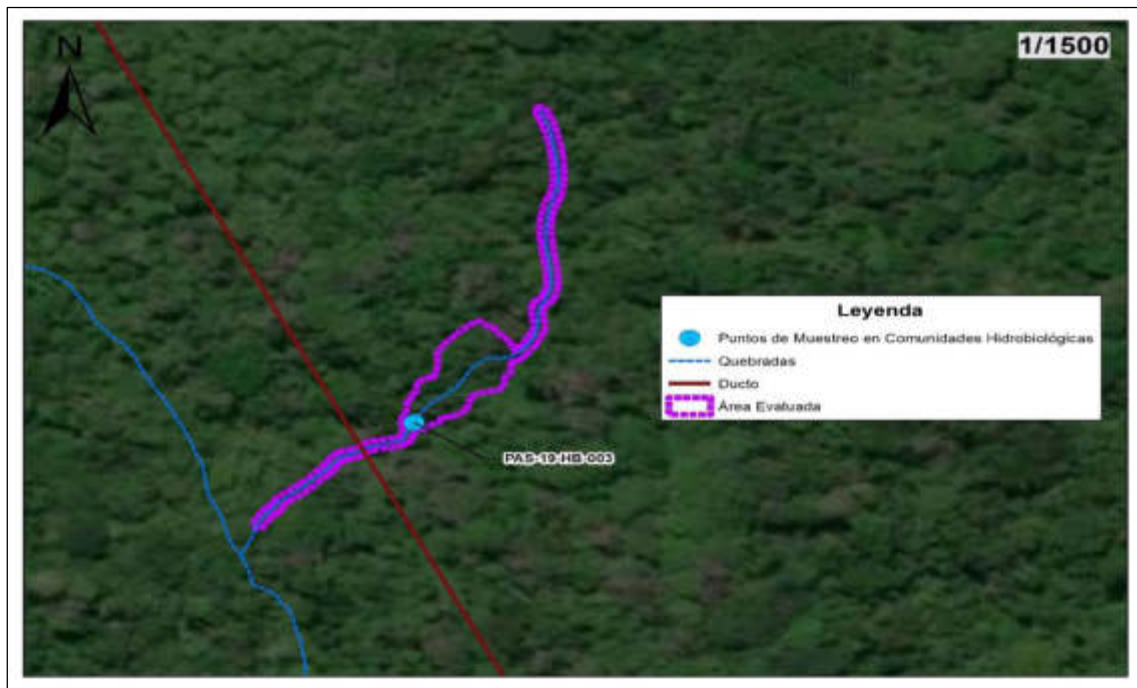 N
1/1500
Leyenda
Puntos de Muestreo en Comunidades Hidrobiológicas
Quebradas
Ducto
Área Evaluada
PAS-19-HB-003